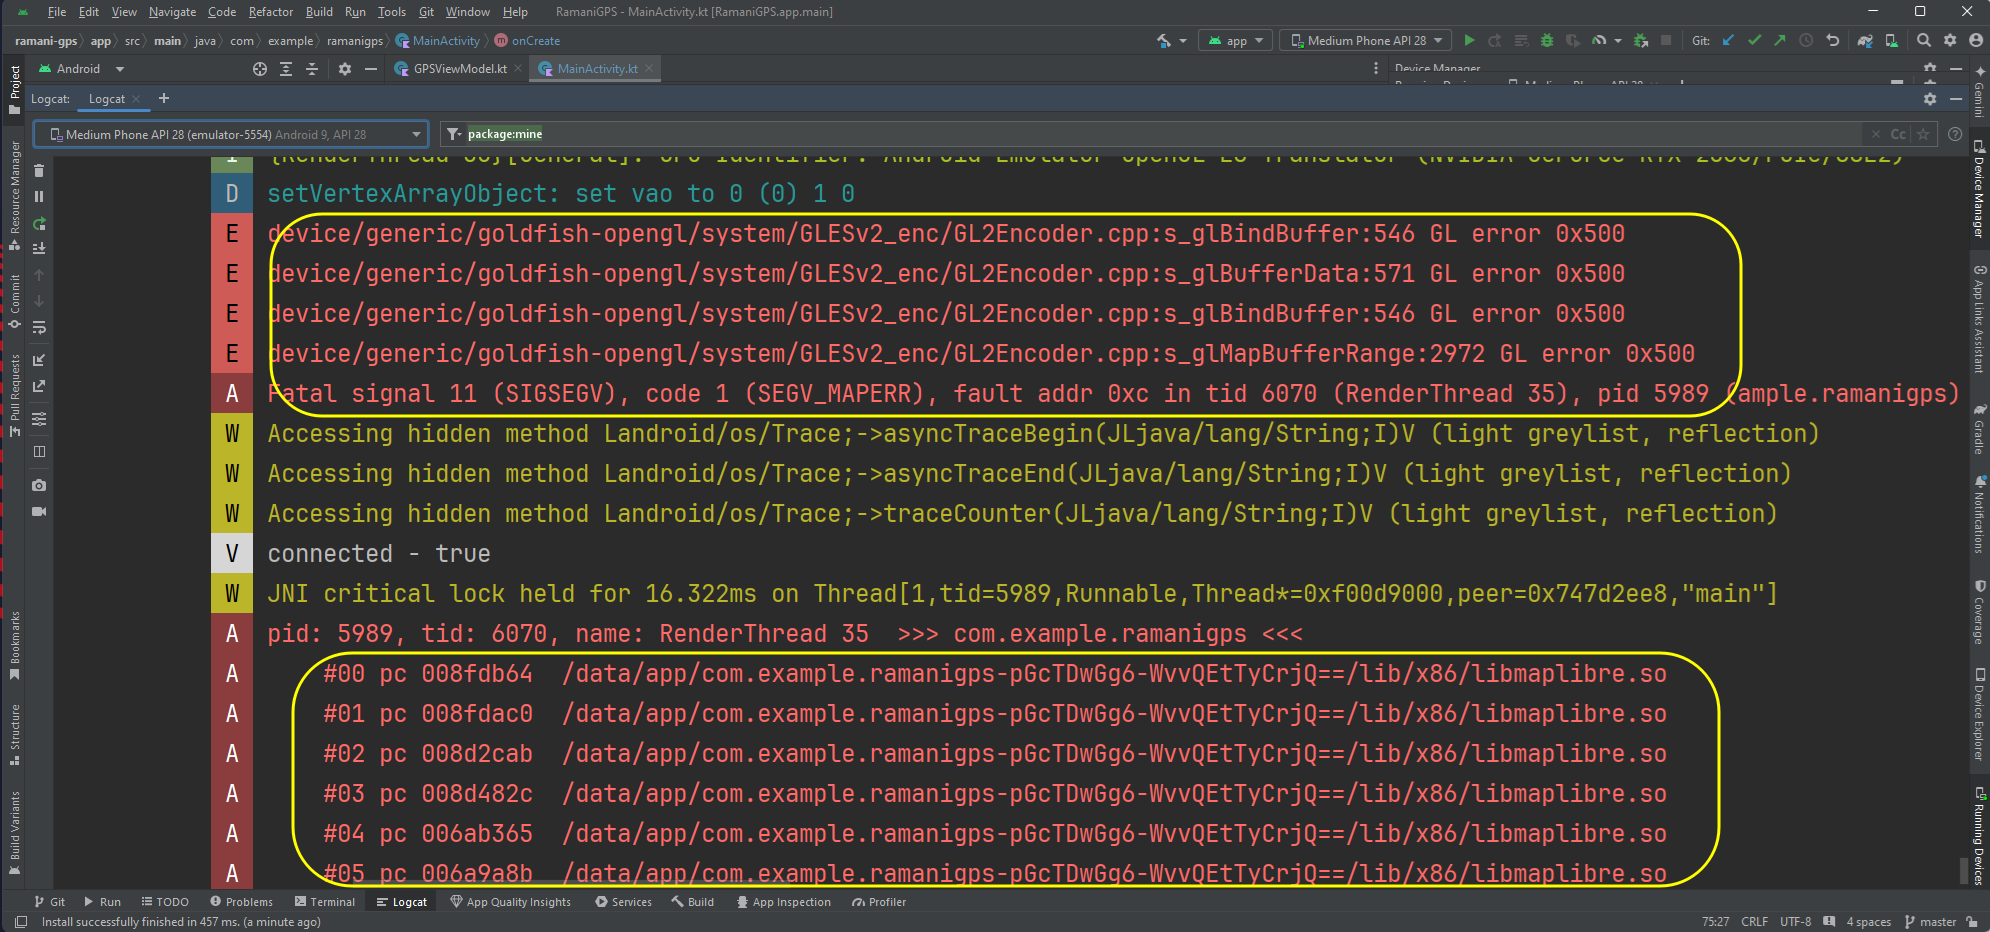 File Edit View Navigate Code Refactor Build Run Tools Git Window Help RamaniGPS - MainActivity.kt [RamaniGPS.app.main]
ramani-gps app src main java com example ramanigps MainActivity onCreate app Medium Phone API 28 Git:
Android GPSViewModel.kt MainActivity.kt Device Manager
Logcat: Logcat
Medium Phone API 28 (emulator-5554) Android 9, API 28 package:mine Cc
D setVertexArrayObject: set vao to 0 (0) 1 0
E device/generic/goldfish-opengl/system/GLESv2_enc/GL2Encoder.cpp:s_glBindBuffer:546 GL error 0x500
E device/generic/goldfish-opengl/system/GLESv2_enc/GL2Encoder.cpp:s_glBufferData:571 GL error 0x500
E device/generic/goldfish-opengl/system/GLESv2_enc/GL2Encoder.cpp:s_glBindBuffer:546 GL error 0x500
E device/generic/goldfish-opengl/system/GLESv2_enc/GL2Encoder.cpp:s_glMapBufferRange:2972 GL error 0x500
A Fatal signal 11 (SIGSEGV), code 1 (SEGV_MAPERR), fault addr 0xc in tid 6070 (RenderThread 35), pid 5989 (ample.ramanigps)
W Accessing hidden method Landroid/os/Trace;->asyncTraceBegin(JLjava/lang/String;I)V (light greylist, reflection)
W Accessing hidden method Landroid/os/Trace;->asyncTraceEnd(JLjava/lang/String;I)V (light greylist, reflection)
W Accessing hidden method Landroid/os/Trace;->traceCounter(JLjava/lang/String;I)V (light greylist, reflection)
V connected - true
W JNI critical lock held for 16.322ms on Thread[1,tid=5989,Runnable,Thread*=0xf00d9000,peer=0x747d2ee8,"main"]
A pid: 5989, tid: 6070, name: RenderThread 35 >>> com.example.ramanigps <<<
A #00 pc 008fdb64 /data/app/com.example.ramanigps-pGcTDwGg6-WvvQEtTyCrjQ==/lib/x86/libmaplibre.so
A #01 pc 008fdac0 /data/app/com.example.ramanigps-pGcTDwGg6-WvvQEtTyCrjQ==/lib/x86/libmaplibre.so
A #02 pc 008d2cab /data/app/com.example.ramanigps-pGcTDwGg6-WvvQEtTyCrjQ==/lib/x86/libmaplibre.so
A #03 pc 008d482c /data/app/com.example.ramanigps-pGcTDwGg6-WvvQEtTyCrjQ==/lib/x86/libmaplibre.so
A #04 pc 006ab365 /data/app/com.example.ramanigps-pGcTDwGg6-WvvQEtTyCrjQ==/lib/x86/libmaplibre.so
A #05 pc 006a9a8b /data/app/com.example.ramanigps-pGcTDwGg6-WvvQEtTyCrjQ==/lib/x86/libmaplibre.so
Project
Resource Manager
Commit
Pull Requests
Bookmarks
Structure
Build Variants
Gemini
Device Manager
App Links Assistant
Gradle
Notifications
Coverage
Device Explorer
Running Devices
Git Run TODO Problems Terminal Logcat App Quality Insights Services Build App Inspection Profiler
Install successfully finished in 457 ms. (a minute ago) 75:27 CRLF UTF-8 4 spaces master